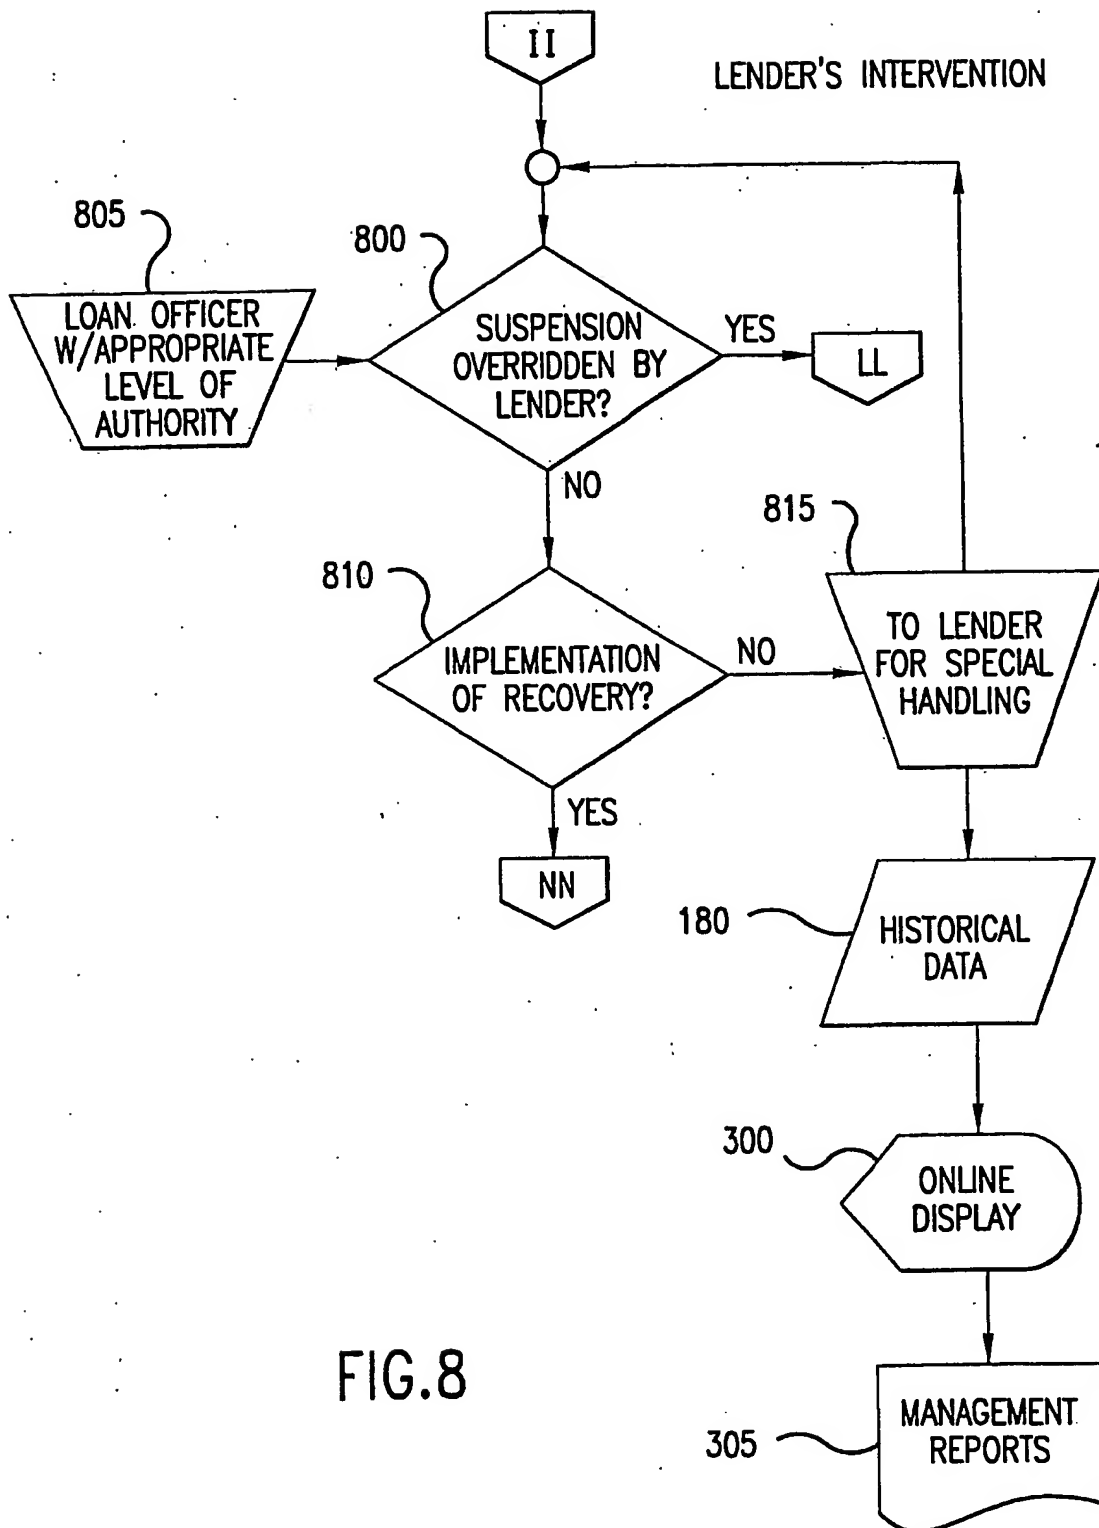 II
LENDER'S INTERVENTION
805
800
LOAN OFFICER
W/APPROPRIATE
LEVEL OF
AUTHORITY
SUSPENSION
OVERRIDDEN BY
LENDER?
YES
LL
NO
815
810
IMPLEMENTATION
OF RECOVERY?
NO
TO LENDER
FOR SPECIAL
HANDLING
YES
NN
180
HISTORICAL
DATA
300
ONLINE
DISPLAY
FIG.8
MANAGEMENT
REPORTS
305